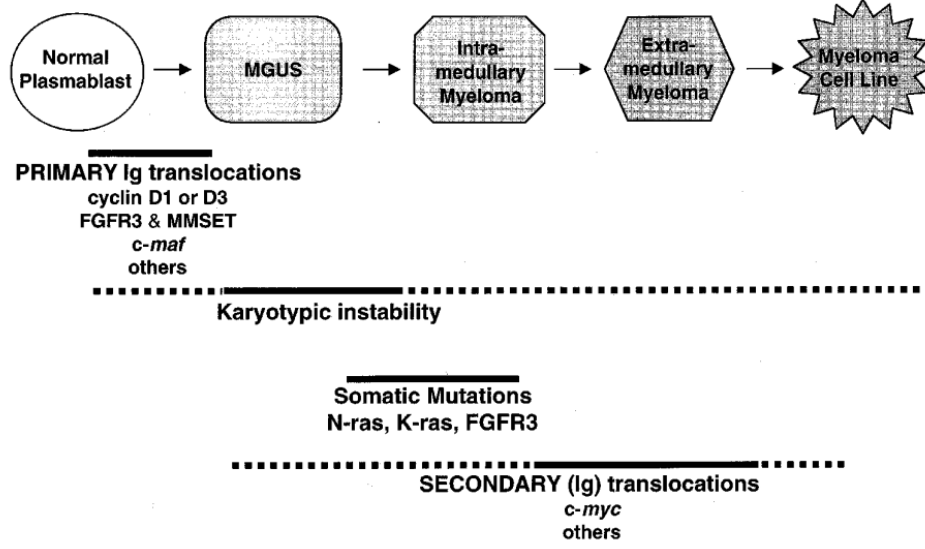 Normal
Plasmablast
MGUS
Intra-
medullary
Myeloma
Extra-
medullary
Myeloma
Myeloma
Cell Line
PRIMARY Ig translocations
cyclin D1 or D3
FGFR3 & MMSET
c-maf
others
Karyotypic instability
Somatic Mutations
N-ras, K-ras, FGFR3
SECONDARY (Ig) translocations
c-myc
others